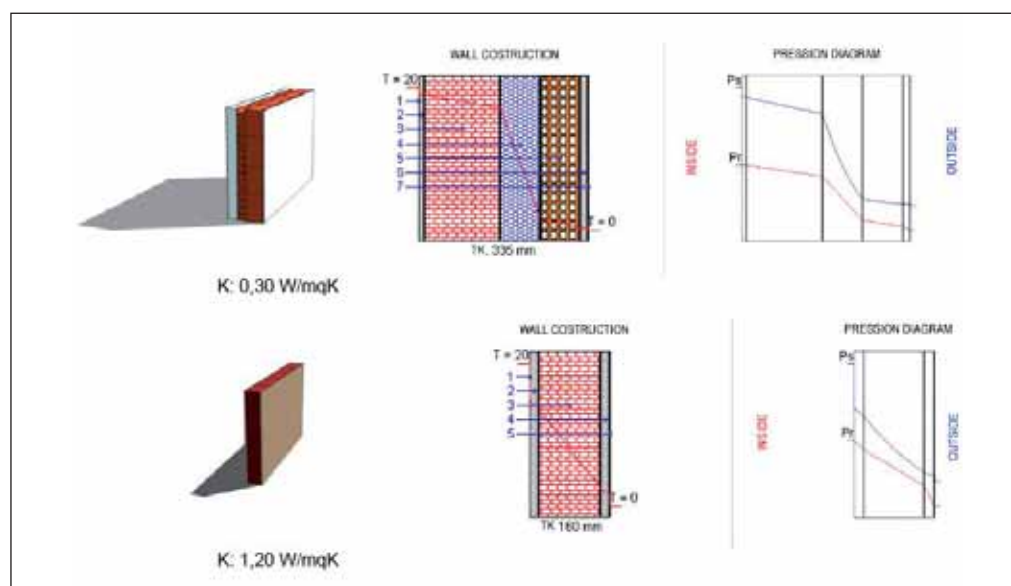 WALL COSTRUCTION
PRESSION DIAGRAM
T = 20
1
2
3
4
5
6
7
T = 0
TK. 335 mm
Ps
Pr
INSIDE
OUTSIDE
K: 0,30 W/mqK
WALL COSTRUCTION
PRESSION DIAGRAM
T = 20
1
2
3
4
5
T = 0
TK 160 mm
Ps
Pr
INSIDE
OUTSIDE
K: 1,20 W/mqK